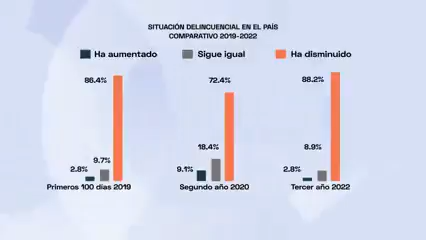 SITUACIÓN DELINCUENCIAL EN EL PAÍS
COMPARATIVO 2019-2022
Ha aumentado
Sigue igual
Ha disminuido
86.4%
9.7%
2.8%
Primeros 100 días 2019
72.4%
18.4%
9.1%
Segundo año 2020
88.2%
8.9%
2.8%
Tercer año 2022